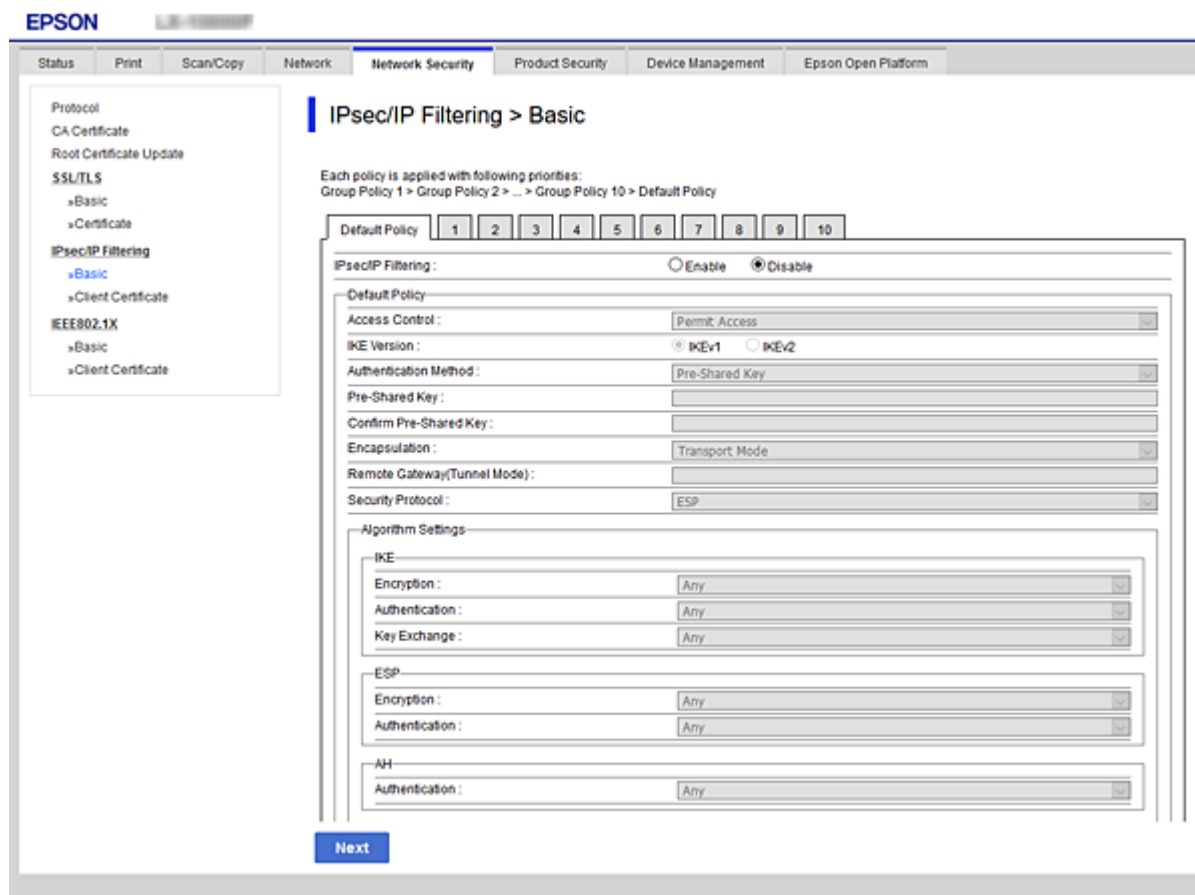 EPSON
Status Print Scan/Copy Network Network Security Product Security Device Management Epson Open Platform
Protocol
CA Certificate
Root Certificate Update
SSL/TLS
»Basic
»Certificate
IPsec/IP Filtering
»Basic
»Client Certificate
IEEE802.1X
»Basic
»Client Certificate
IPsec/IP Filtering > Basic
Each policy is applied with following priorities:
Group Policy 1 > Group Policy 2 > ... > Group Policy 10 > Default Policy
Default Policy 1 2 3 4 5 6 7 8 9 10
IPsec/IP Filtering : Enable Disable
Default Policy
Access Control : Permit Access
IKE Version : IKEv1 IKEv2
Authentication Method : Pre-Shared Key
Pre-Shared Key :
Confirm Pre-Shared Key :
Encapsulation : Transport Mode
Remote Gateway(Tunnel Mode) :
Security Protocol : ESP
Algorithm Settings
IKE
Encryption : Any
Authentication : Any
Key Exchange : Any
ESP
Encryption : Any
Authentication : Any
AH
Authentication : Any
Next